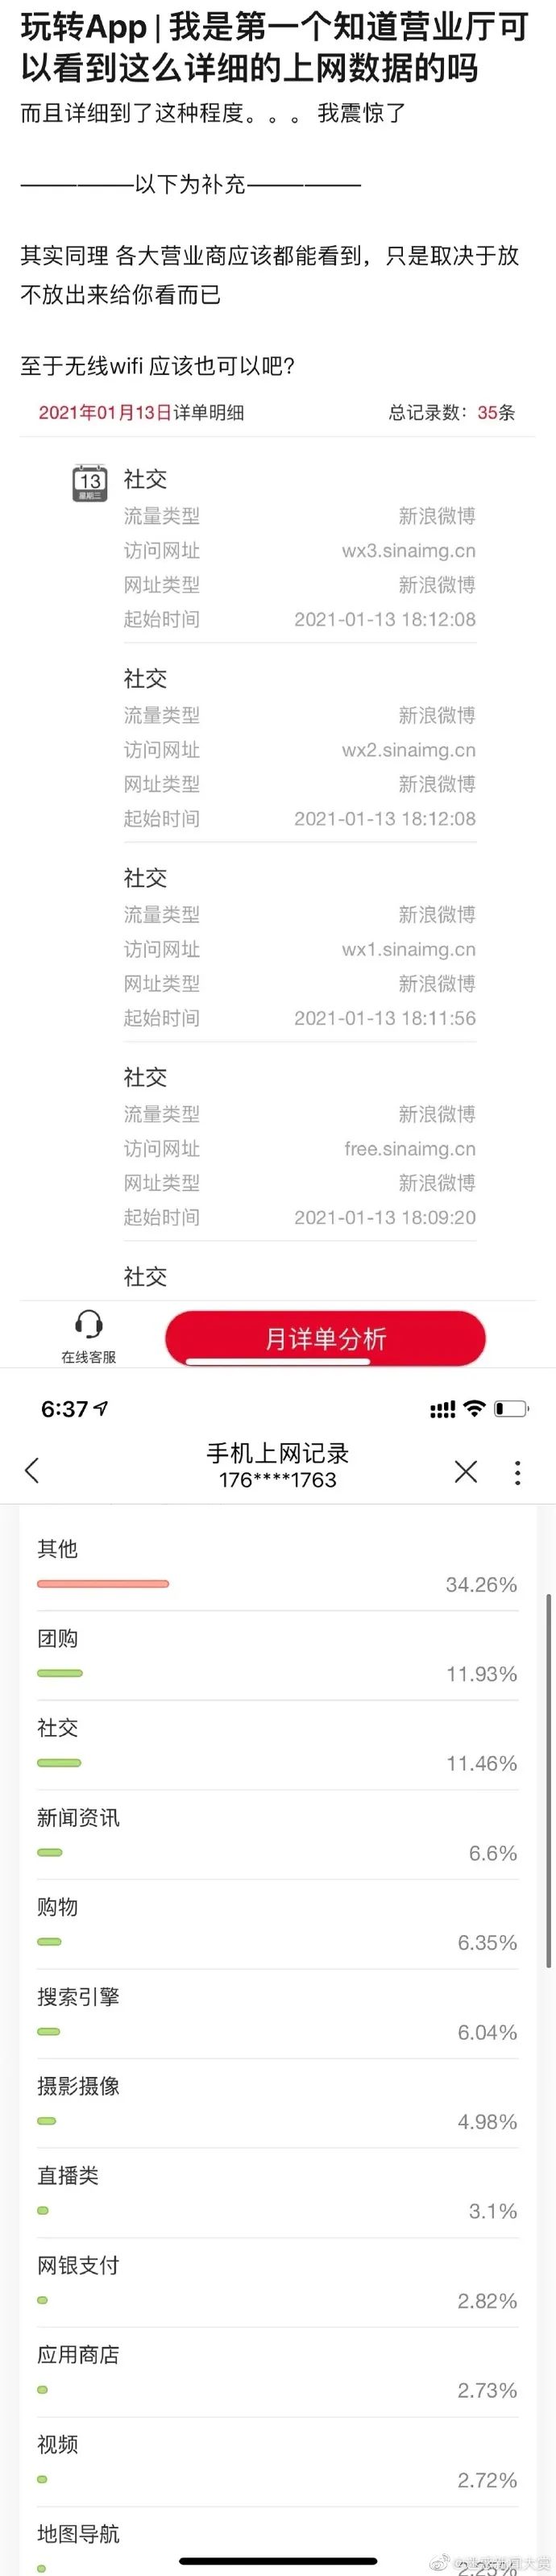 玩转App | 我是第一个知道营业厅可
以看到这么详细的上网数据的吗
而且详细到了这种程度。。。 我震惊了
—————以下为补充—————
其实同理 各大营业商应该都能看到，只是取决于放
不放出来给你看而已
至于无线wifi 应该也可以吧？
2021年01月13日详单明细 总记录数：35条
13 社交
星期三
流量类型 新浪微博
访问网址 wx3.sinaimg.cn
网址类型 新浪微博
起始时间 2021-01-13 18:12:08
社交
流量类型 新浪微博
访问网址 wx2.sinaimg.cn
网址类型 新浪微博
起始时间 2021-01-13 18:12:08
社交
流量类型 新浪微博
访问网址 wx1.sinaimg.cn
网址类型 新浪微博
起始时间 2021-01-13 18:11:56
社交
流量类型 新浪微博
访问网址 free.sinaimg.cn
网址类型 新浪微博
起始时间 2021-01-13 18:09:20
社交
在线客服 月详单分析
6:37
手机上网记录
176****1763
其他
34.26%
团购
11.93%
社交
11.46%
新闻资讯
6.6%
购物
6.35%
搜索引擎
6.04%
摄影摄像
4.98%
直播类
3.1%
网银支付
2.82%
应用商店
2.73%
视频
2.72%
地图导航
2.25%